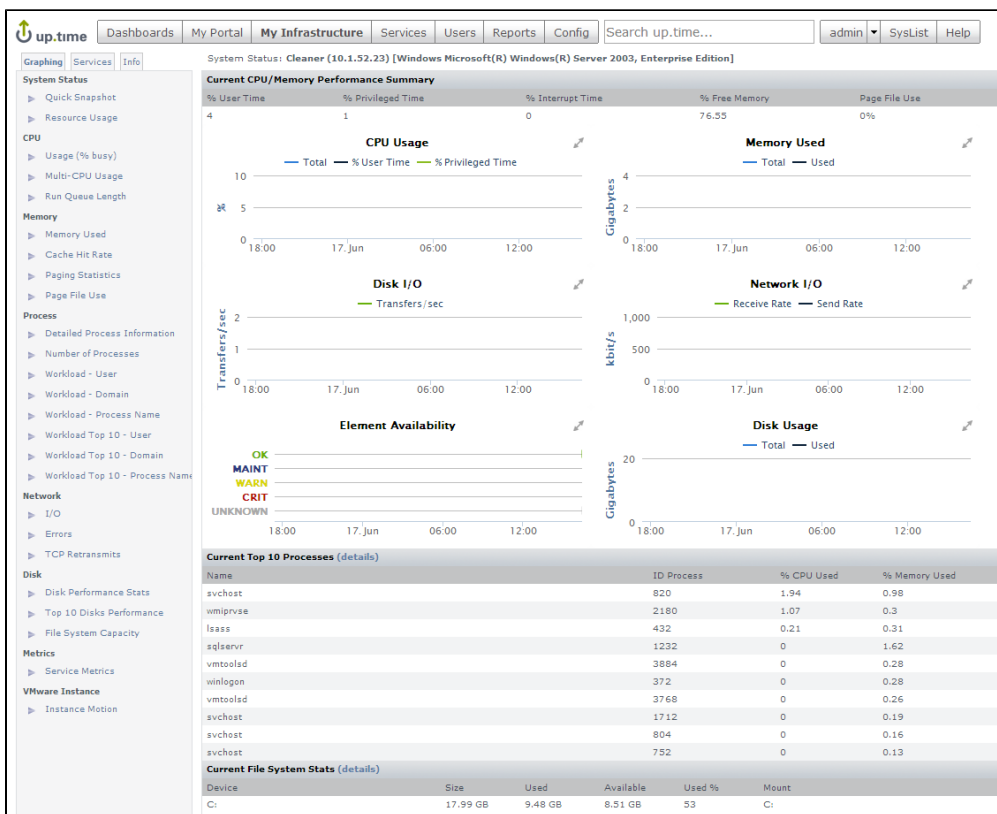 up.time
Dashboards My Portal My Infrastructure Services Users Reports Config Search up.time... admin SysList Help
Graphing Services Info
System Status: Cleaner (10.1.52.23) [Windows Microsoft(R) Windows(R) Server 2003, Enterprise Edition]
System Status
Quick Snapshot
Resource Usage
CPU
Usage (% busy)
Multi-CPU Usage
Run Queue Length
Memory
Memory Used
Cache Hit Rate
Paging Statistics
Page File Use
Process
Detailed Process Information
Number of Processes
Workload - User
Workload - Domain
Workload - Process Name
Workload Top 10 - User
Workload Top 10 - Domain
Workload Top 10 - Process Name
Network
I/O
Errors
TCP Retransmits
Disk
Disk Performance Stats
Top 10 Disks Performance
File System Capacity
Metrics
Service Metrics
VMware Instance
Instance Motion
Current CPU/Memory Performance Summary
% User Time % Privileged Time % Interrupt Time % Free Memory Page File Use
4 1 0 76.55 0%
CPU Usage
Total % User Time % Privileged Time
10
%
5
0
18:00 17. Jun 06:00 12:00
Memory Used
Total Used
4
Gigabytes
2
0
18:00 17. Jun 06:00 12:00
Disk I/O
Transfers/sec
2
Transfers/sec
1
0
18:00 17. Jun 06:00 12:00
Network I/O
Receive Rate Send Rate
1,000
kbit/s
500
0
18:00 17. Jun 06:00 12:00
Element Availability
OK
MAINT
WARN
CRIT
UNKNOWN
18:00 17. Jun 06:00 12:00
Disk Usage
Total Used
20
Gigabytes
0
18:00 17. Jun 06:00 12:00
Current Top 10 Processes (details)
Name ID Process % CPU Used % Memory Used
svchost 820 1.94 0.98
wmiprvse 2180 1.07 0.3
lsass 432 0.21 0.31
sqlservr 1232 0 1.62
vmtoolsd 3884 0 0.28
winlogon 372 0 0.28
vmtoolsd 3768 0 0.26
svchost 1712 0 0.19
svchost 804 0 0.16
svchost 752 0 0.13
Current File System Stats (details)
Device Size Used Available Used % Mount
C: 17.99 GB 9.48 GB 8.51 GB 53 C: